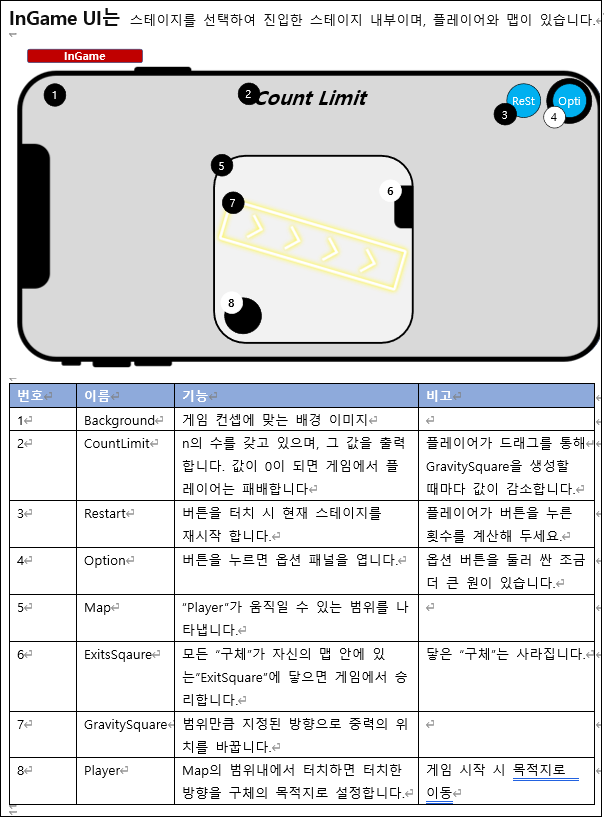 InGame UI는 스테이지를 선택하여 진입한 스테이지 내부이며, 플레이어와 맵이 있습니다.
InGame
1
2
Count Limit
ReSt
Opti
3
4
5
6
7
8
번호 이름 기능 비고
1 Background 게임 컨셉에 맞는 배경 이미지
2 CountLimit n의 수를 갖고 있으며, 그 값을 출력 플레이어가 드래그를 통해
합니다. 값이 0이 되면 게임에서 플 GravitySquare을 생성할
레이어는 패배합니다 때마다 값이 감소합니다.
3 Restart 버튼을 터치 시 현재 스테이지를 플레이어가 버튼을 누른
재시작 합니다. 횟수를 계산해 두세요.
4 Option 버튼을 누르면 옵션 패널을 엽니다. 옵션 버튼을 둘러 싼 조금
더 큰 원이 있습니다.
5 Map "Player"가 움직일 수 있는 범위를 나
타냅니다.
6 ExitsSqaure 모든 "구체"가 자신의 맵 안에 있 닿은 "구체"는 사라집니다.
는"ExitSquare"에 닿으면 게임에서 승
리합니다.
7 GravitySquare 범위만큼 지정된 방향으로 중력의 위
치를 바꿉니다.
8 Player Map의 범위내에서 터치하면 터치한 게임 시작 시 목적지로
방향을 구체의 목적지로 설정합니다. 이동